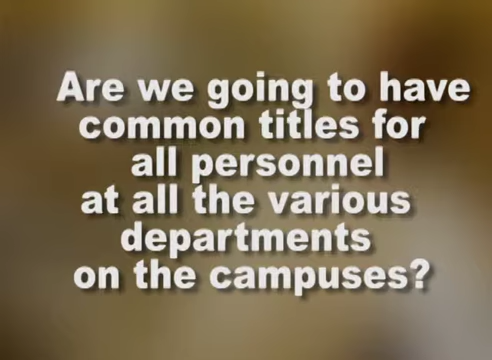 Are we going to have
common titles for
all personnel
at all the various
departments
on the campuses?